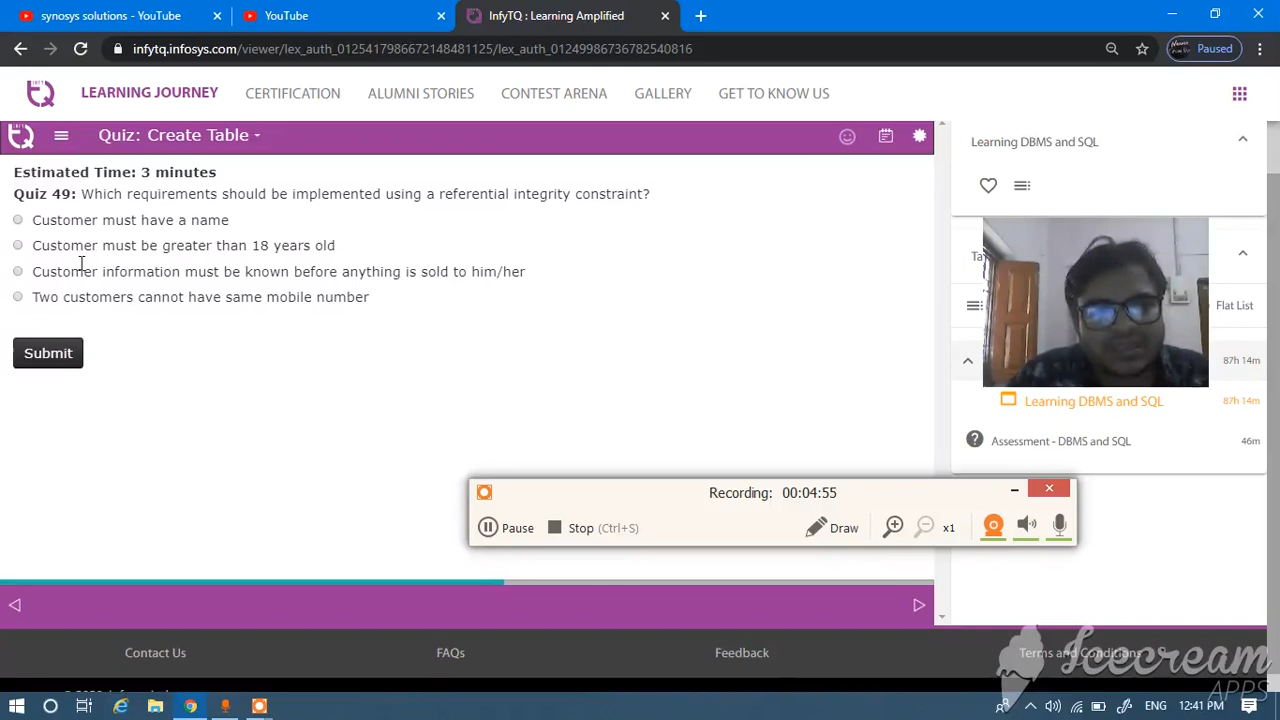 synosys solutions - YouTube
YouTube
InfyTQ : Learning Amplified
infytq.infosys.com/viewer/lex_auth_012541798667214848​1125/lex_auth_01249986736782540816
Paused
LEARNING JOURNEY
CERTIFICATION
ALUMNI STORIES
CONTEST ARENA
GALLERY
GET TO KNOW US
Quiz: Create Table
Learning DBMS and SQL
Estimated Time: 3 minutes
Quiz 49: Which requirements should be implemented using a referential integrity constraint?
Customer must have a name
Customer must be greater than 18 years old
Customer information must be known before anything is sold to him/her
Two customers cannot have same mobile number
Submit
Flat List
87h 14m
Learning DBMS and SQL
87h 14m
Assessment - DBMS and SQL
46m
Recording: 00:04:55
Pause
Stop (Ctrl+S)
Draw
x1
Contact Us
FAQs
Feedback
Terms and Conditions
Icecream
APPS
ENG
12:41 PM